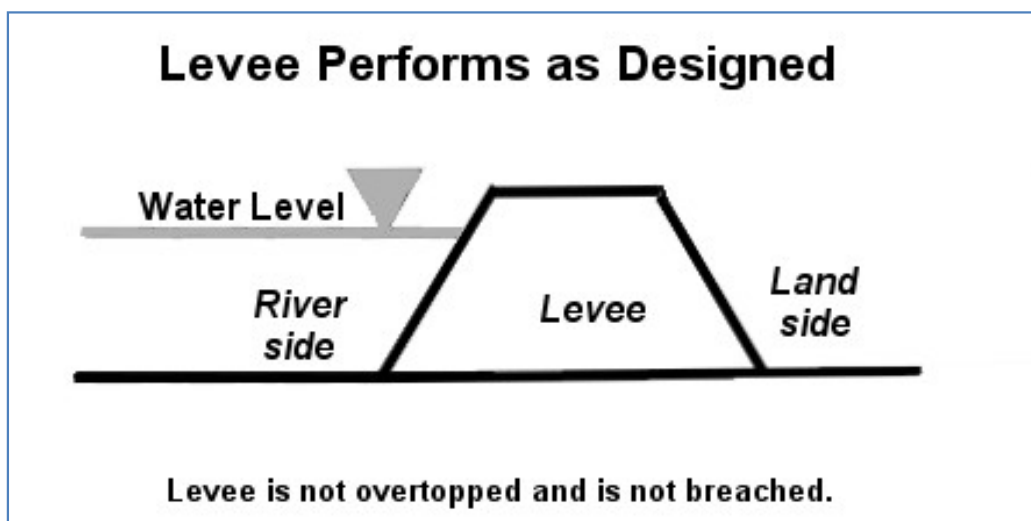 Levee Performs as Designed
Water Level
River
side
Levee
Land
side
Levee is not overtopped and is not breached.